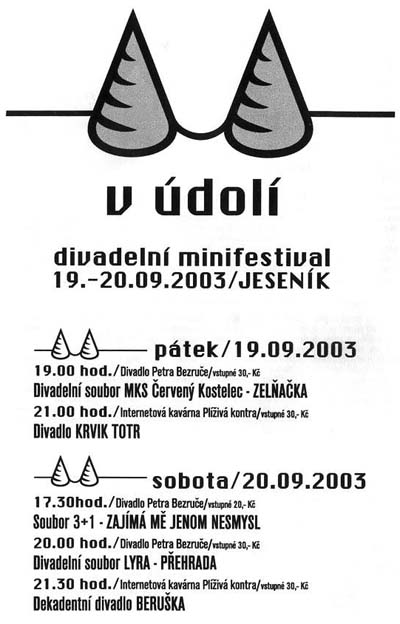 v údolí
divadelní minifestival
19.-20.09.2003/JESENÍK
pátek/19.09.2003
19.00 hod./Divadlo Petra Bezruče/vstupné 30,- Kč
Divadelní soubor MKS Červený Kostelec - ZELŇAČKA
21.00 hod./Internetová kavárna Plíživá kontra/vstupné 30,- Kč
Divadlo KRVIK TOTR
sobota/20.09.2003
17.30hod./Divadlo Petra Bezruče/vstupné 20,- Kč
Soubor 3+1 - ZAJÍMÁ MĚ JENOM NESMYSL
20.00 hod./Divadlo Petra Bezruče/vstupné 30,- Kč
Divadelní soubor LYRA - PŘEHRADA
21.30 hod./Internetová kavárna Plíživá kontra/vstupné 30,- Kč
Dekadentní divadlo BERUŠKA